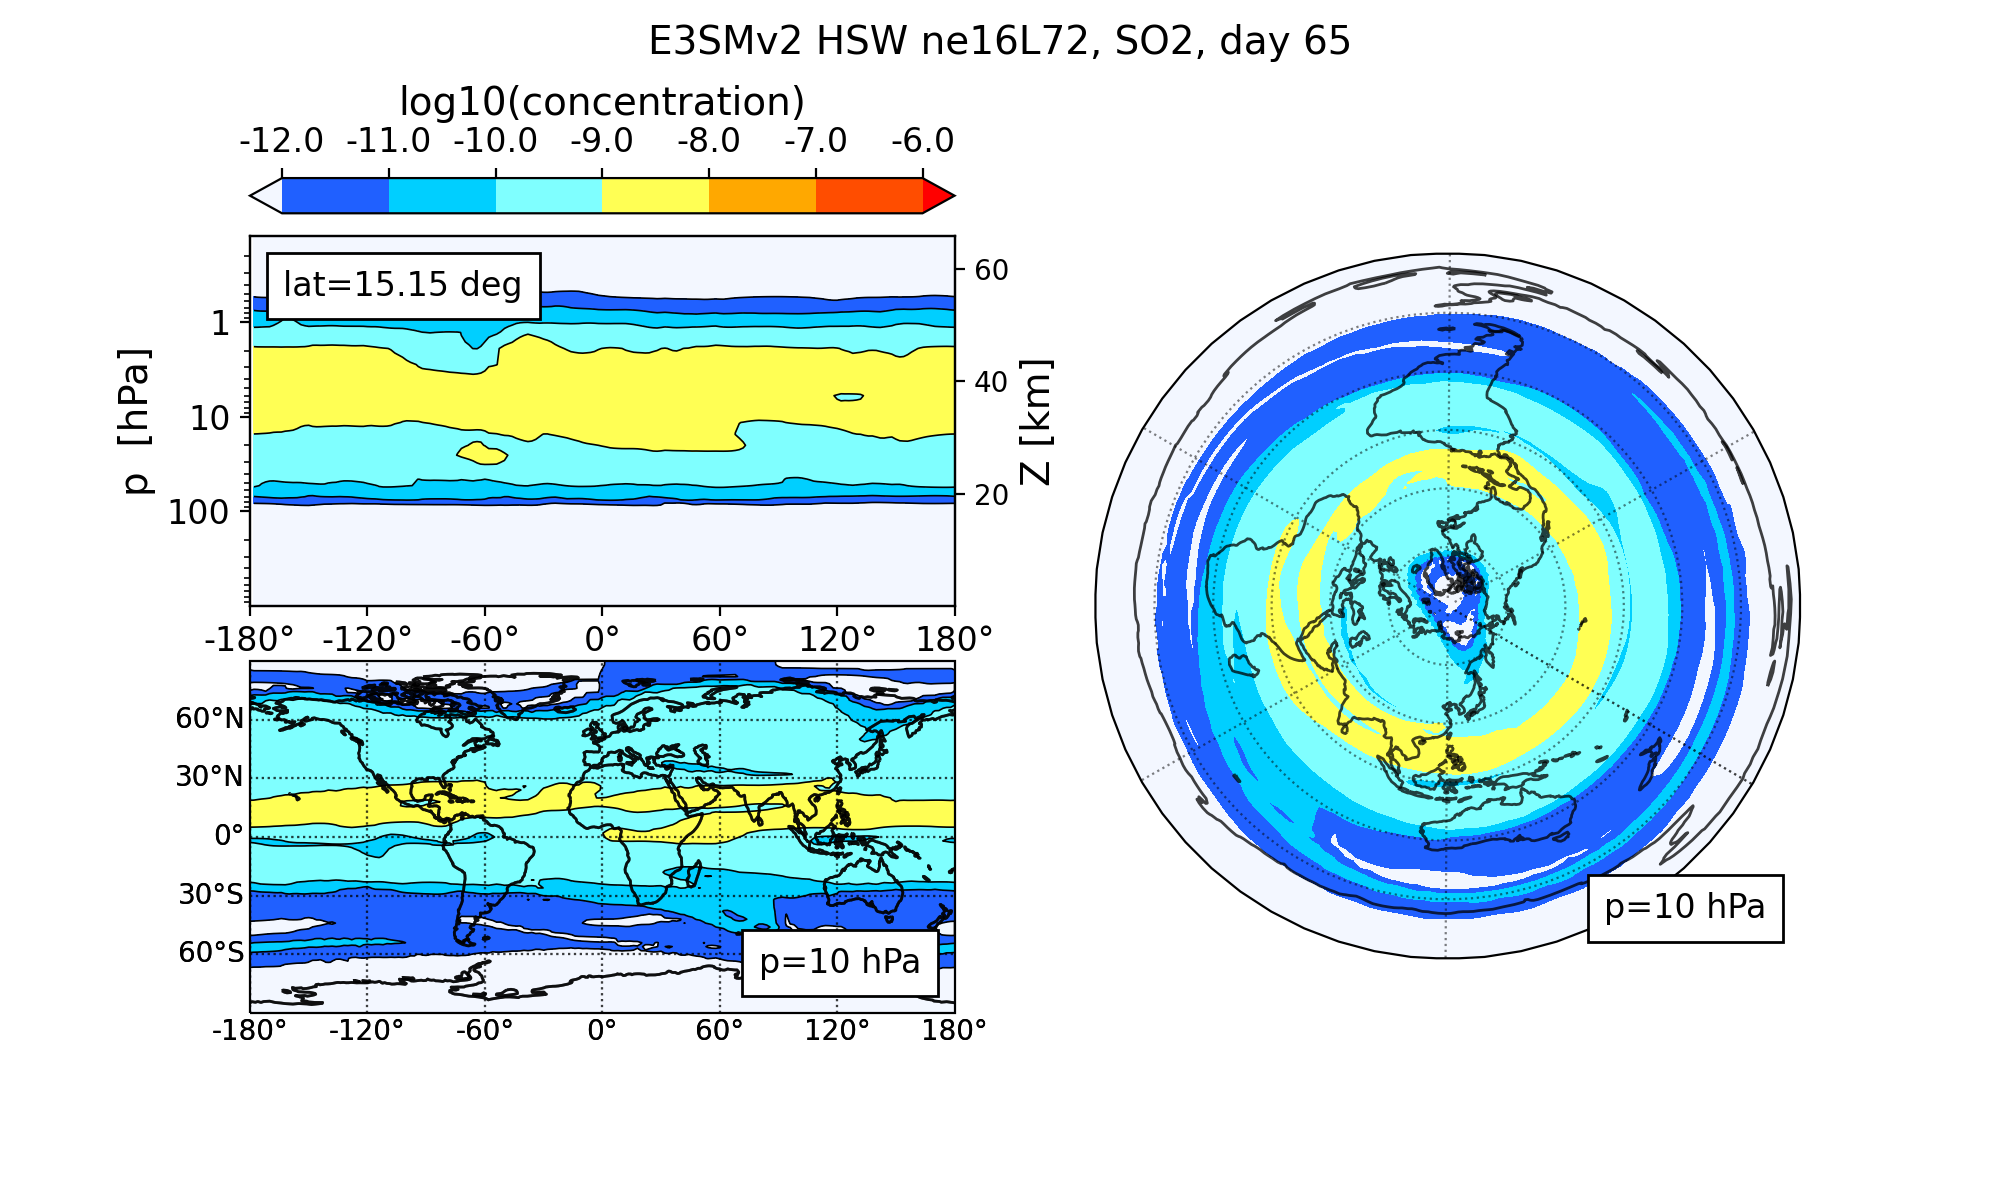 E3SMv2 HSW ne16L72, SO2, day 65
log10(concentration)
-12.0 -11.0 -10.0 -9.0 -8.0 -7.0 -6.0
lat=15.15 deg
p [hPa]
1
10
100
Z [km]
60
40
20
-180° -120° -60° 0° 60° 120° 180°
60°N
30°N
0°
30°S
60°S
p=10 hPa
-180° -120° -60° 0° 60° 120° 180°
p=10 hPa